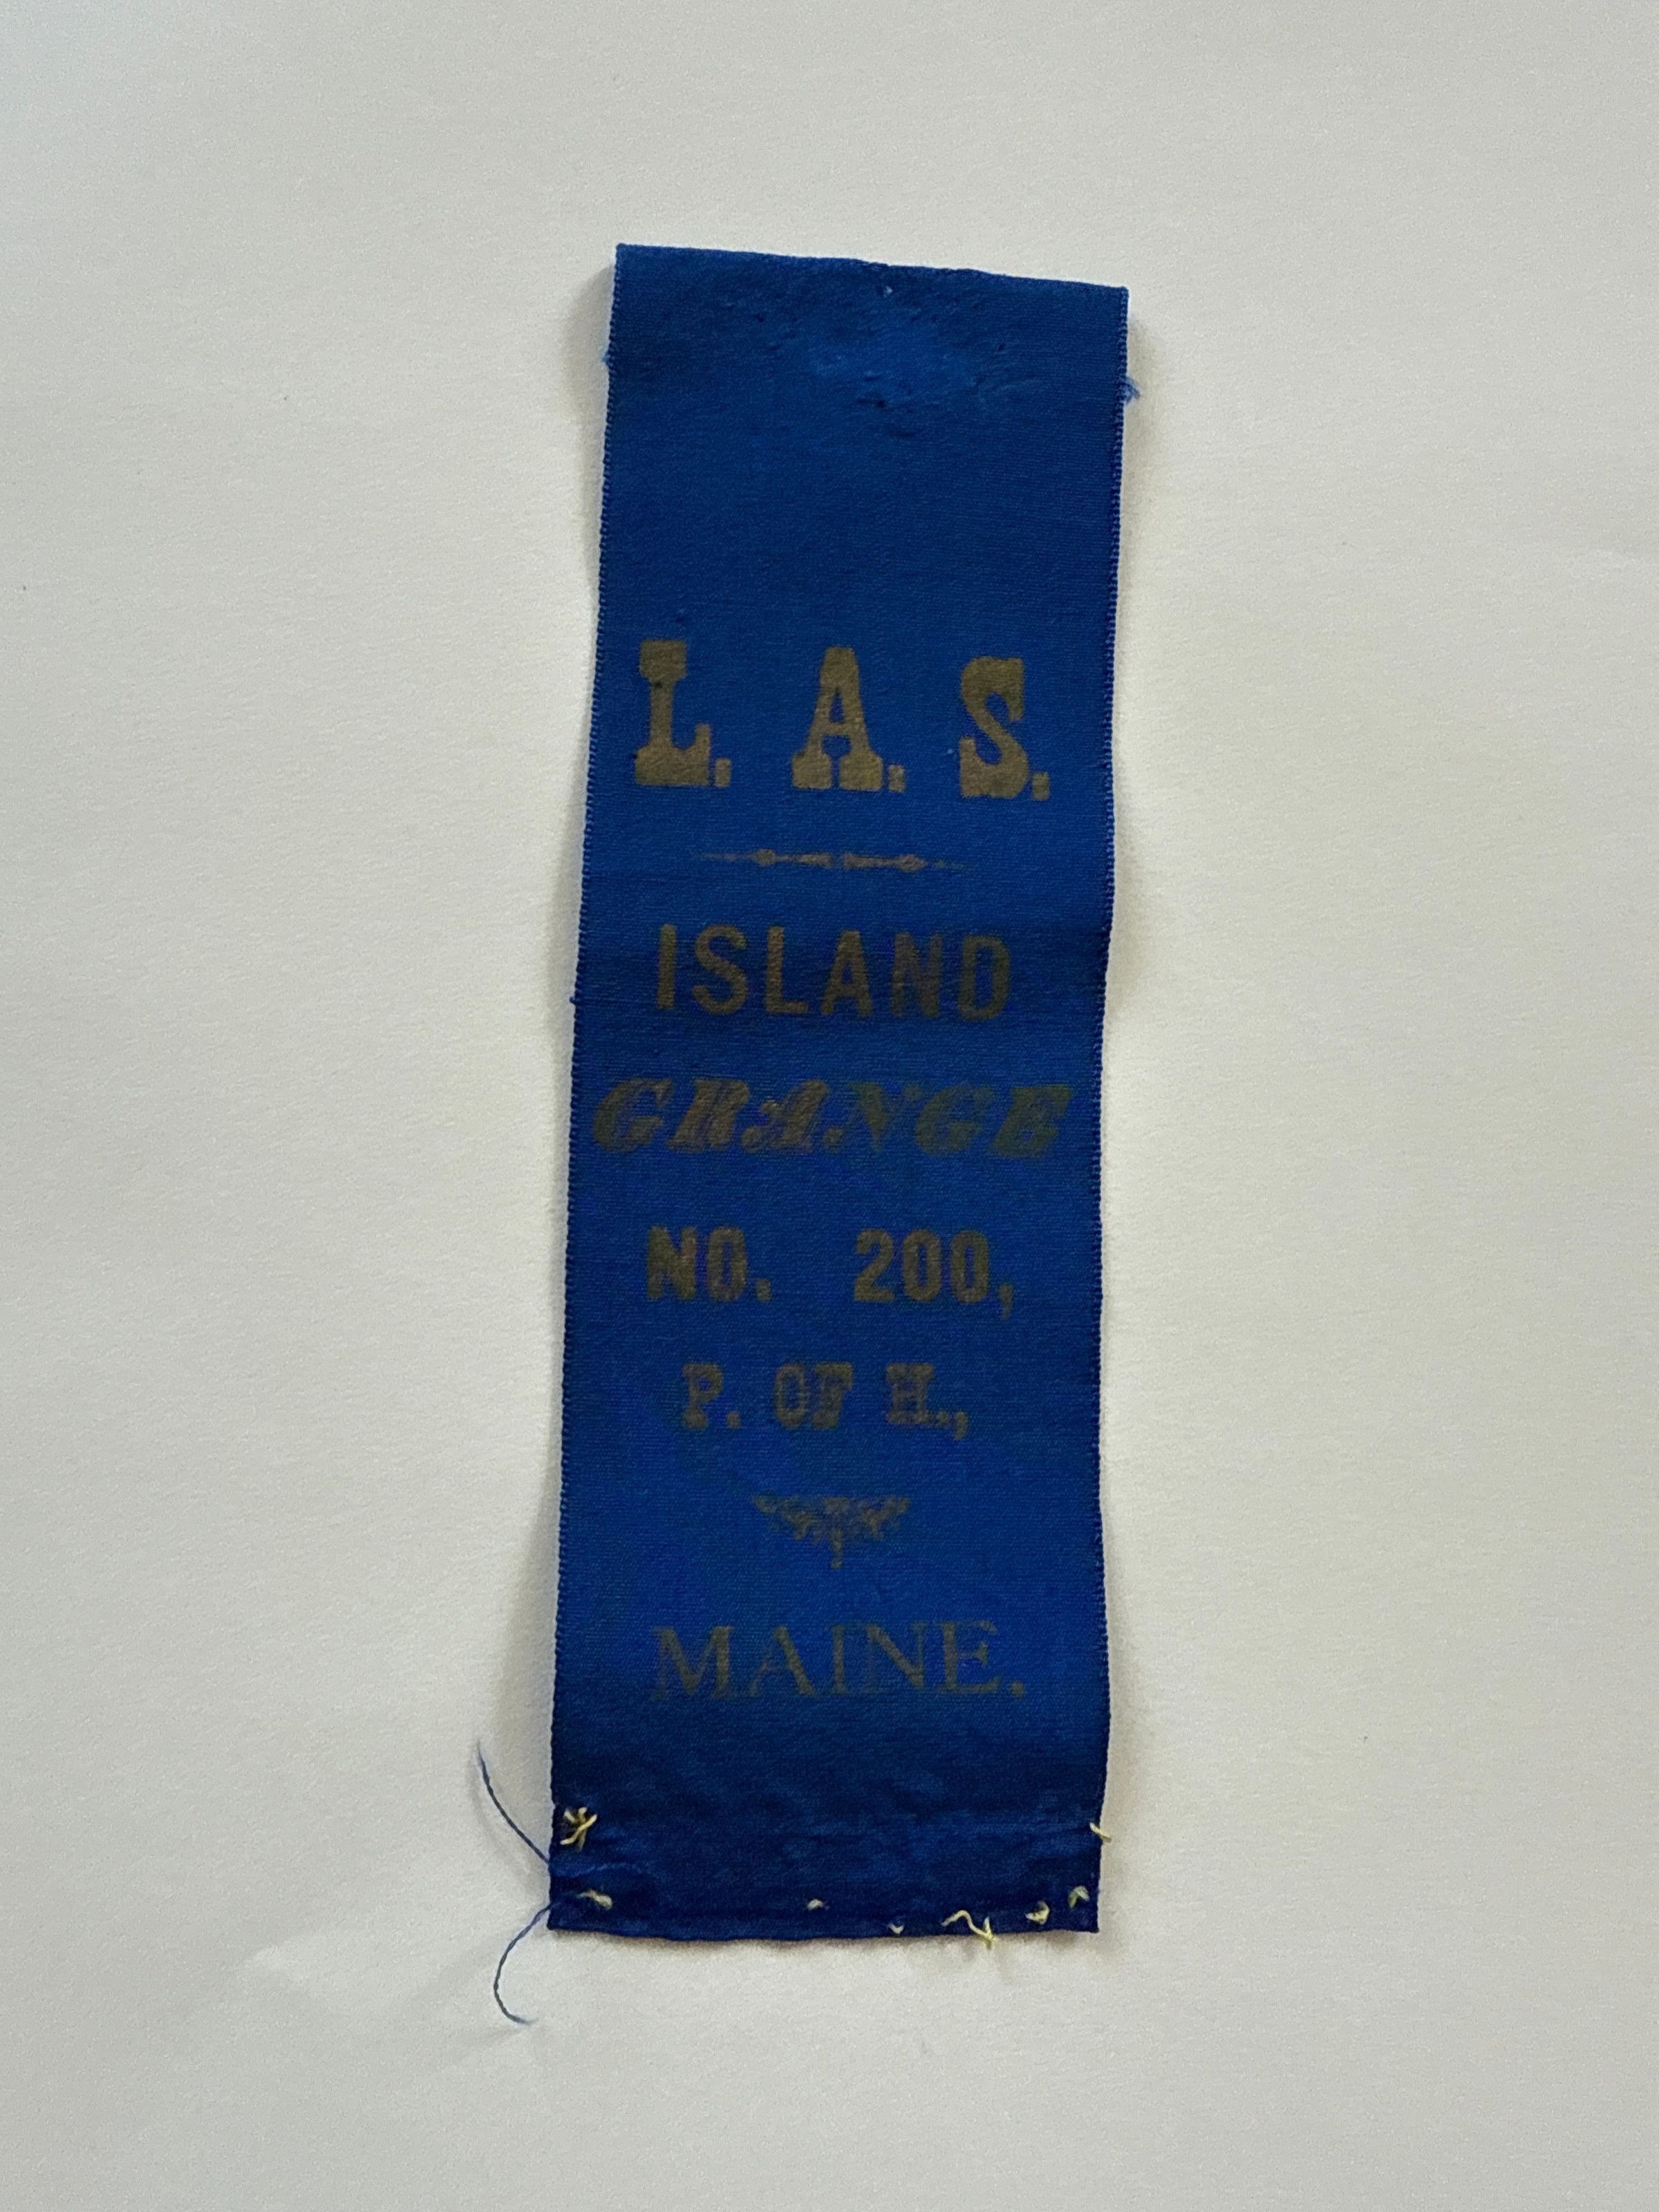 L. A. S.
ISLAND
GRANGE
NO. 200,
P. OF H.,
MAINE.